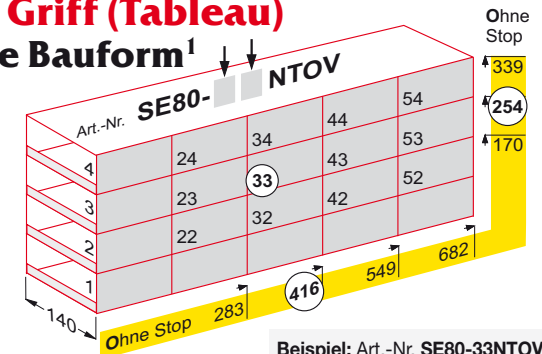 Griff (Tableau)
e Bauform¹
Ohne
Stop
Art.-Nr. SE80- NTOV
339
254
170
54
44
34
24
53
43
33
23
52
42
32
22
4
3
2
1
140
Ohne Stop 283 416 549 682
Beispiel: Art.-Nr. SE80-33NTOV